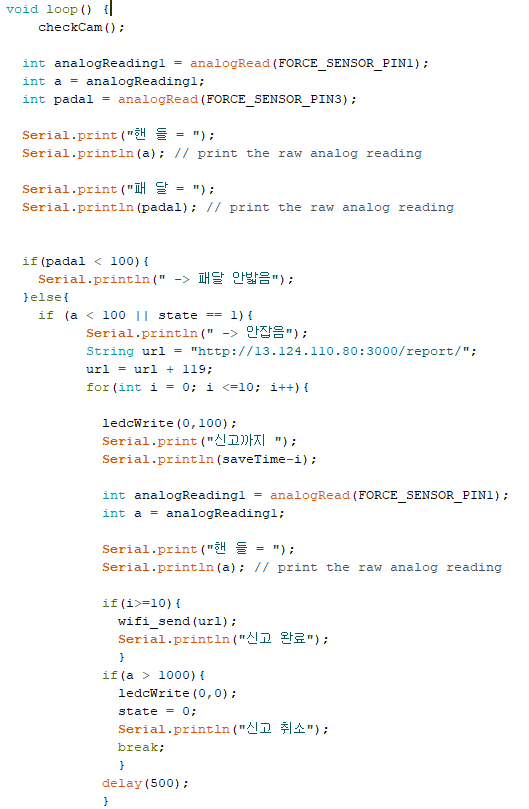 void loop() {
checkCam();
int analogReading1 = analogRead(FORCE_SENSOR_PIN1);
int a = analogReading1;
int padal = analogRead(FORCE_SENSOR_PIN3);
Serial.print("핸 들 = ");
Serial.println(a); // print the raw analog reading
Serial.print("패 달 = ");
Serial.println(padal); // print the raw analog reading
if(padal < 100){
Serial.println(" -> 패달 안밟음");
}else{
if (a < 100 || state == 1){
Serial.println(" -> 안잡음");
String url = "http://13.124.110.80:3000/report/";
url = url + 119;
for(int i = 0; i <=10; i++){
ledcWrite(0,100);
Serial.print("신고까지 ");
Serial.println(saveTime-i);
int analogReading1 = analogRead(FORCE_SENSOR_PIN1);
int a = analogReading1;
Serial.print("핸 들 = ");
Serial.println(a); // print the raw analog reading
if(i>=10){
wifi_send(url);
Serial.println("신고 완료");
}
if(a > 1000){
ledcWrite(0,0);
state = 0;
Serial.println("신고 취소");
break;
}
delay(500);
}